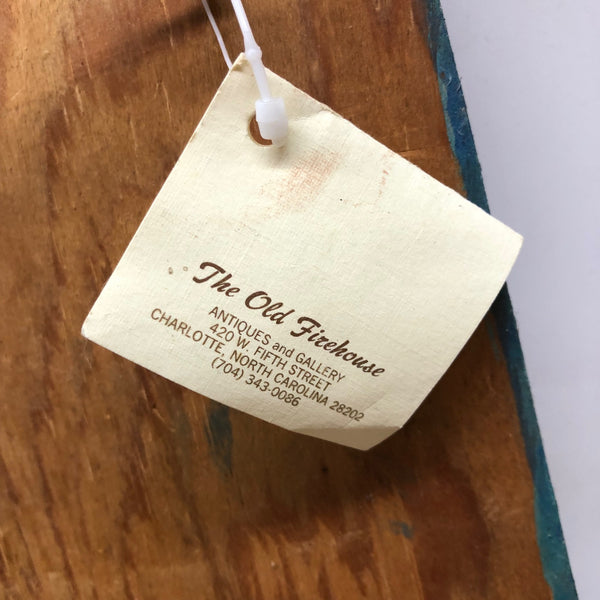 The Old Firehouse
ANTIQUES and GALLERY
420 W. FIFTH STREET
CHARLOTTE, NORTH CAROLINA 28202
(704) 343-0086